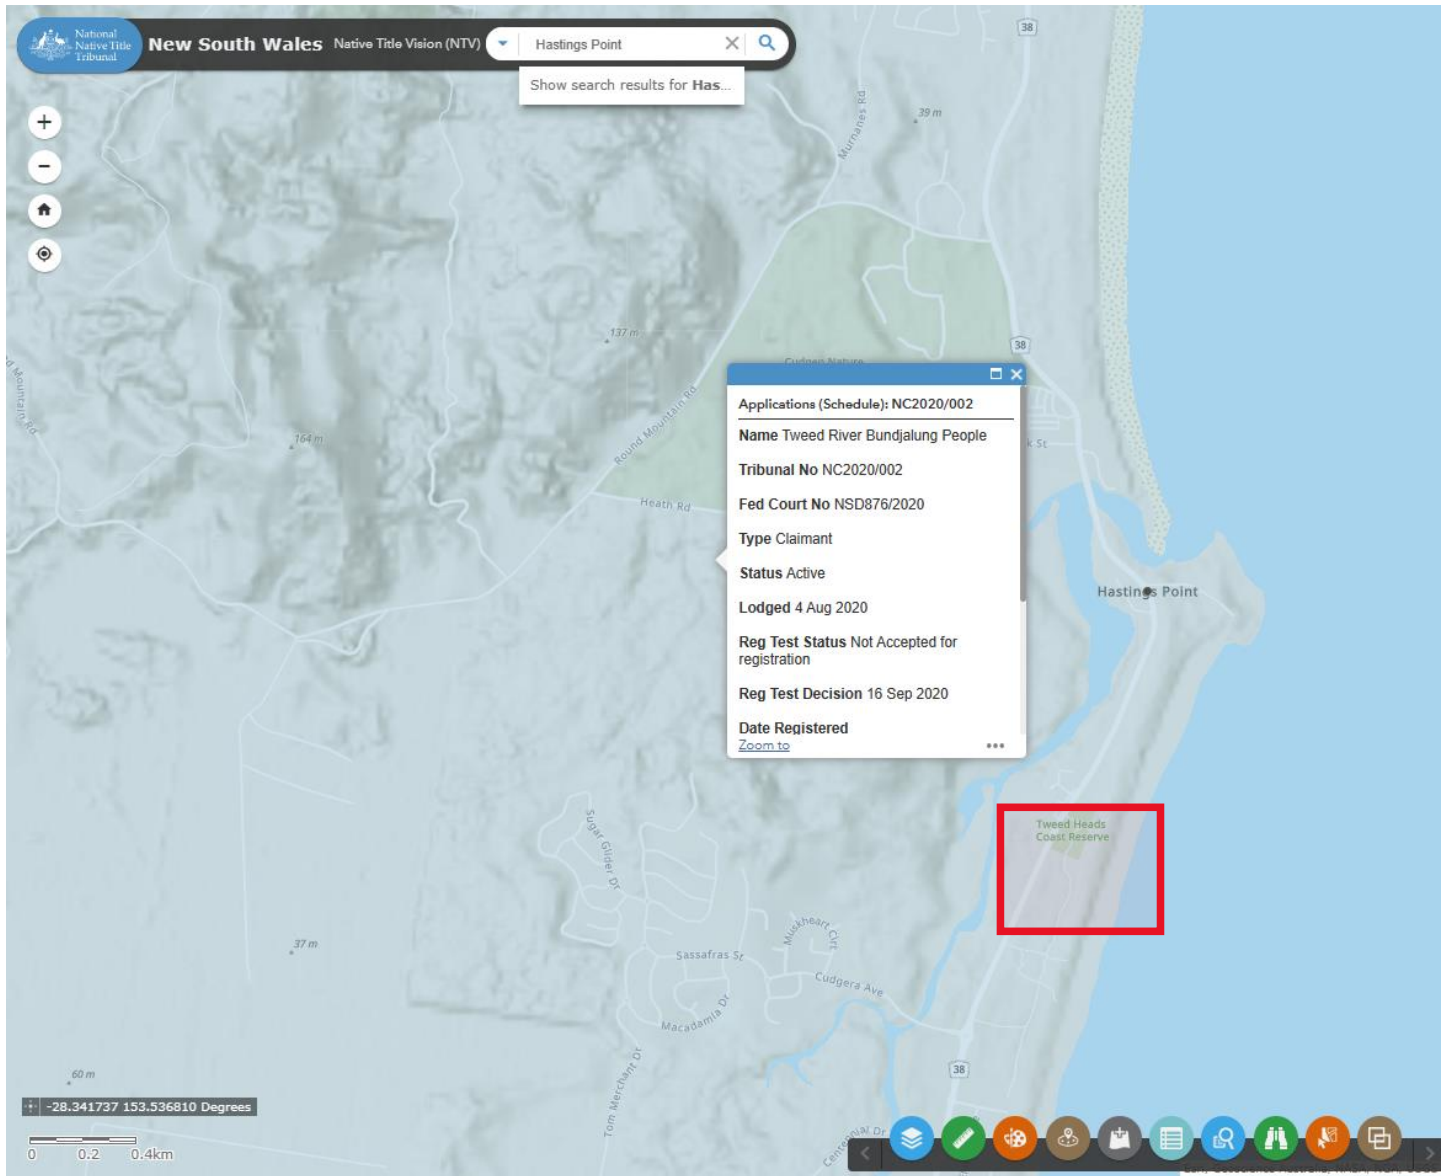 National
Native Title
Tribunal
New South Wales Native Title Vision (NTV)
Hastings Point
Show search results for Has...
+
−
38
39 m
Murnanes Rd
137 m
38
Cudgen Nature
Round Mountain Rd
164 m
Heath Rd
k St
Applications (Schedule): NC2020/002
Name Tweed River Bundjalung People
Tribunal No NC2020/002
Fed Court No NSD876/2020
Type Claimant
Status Active
Lodged 4 Aug 2020
Reg Test Status Not Accepted for
registration
Reg Test Decision 16 Sep 2020
Date Registered
Zoom to
Hastings Point
Tweed Heads
Coast Reserve
Sugar Glider Dr
37 m
Muskheart Cirt
Sassafras St
Cudgera Ave
Macadamia Dr
Tom Merchant Dr
38
60 m
-28.341737 153.536810 Degrees
0 0.2 0.4km